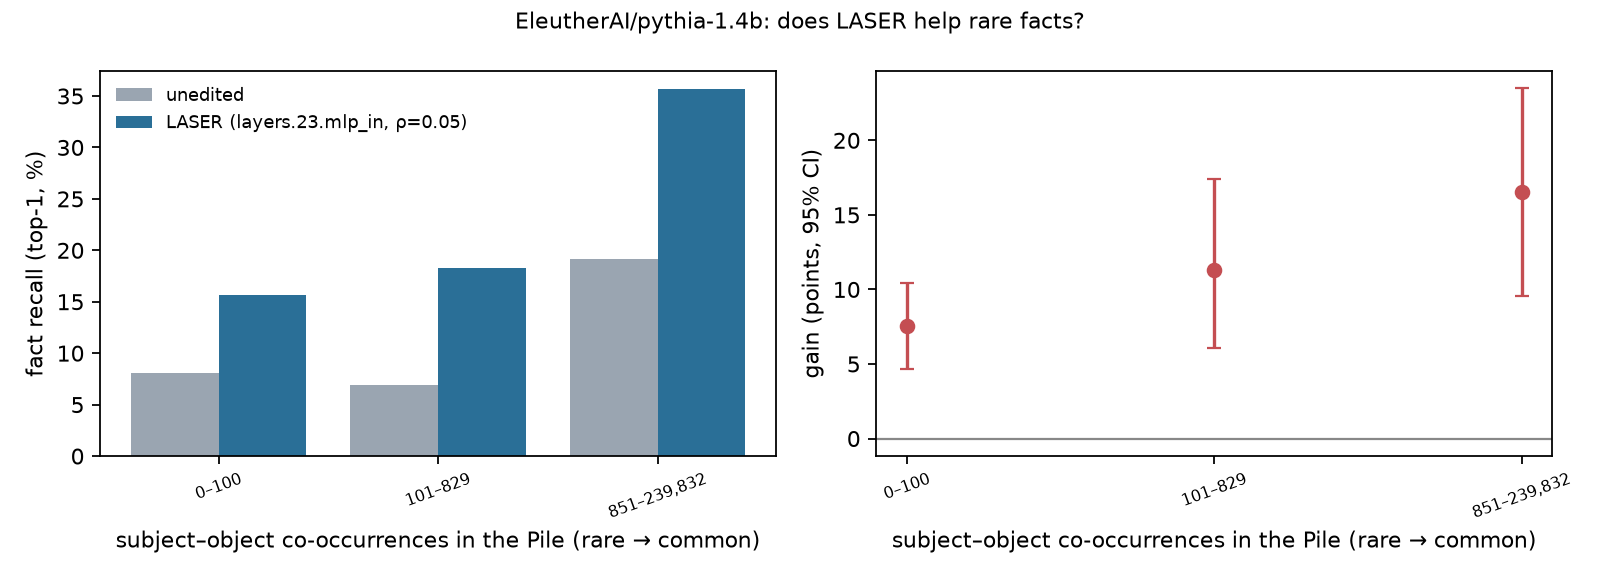 EleutherAI/pythia-1.4b: does LASER help rare facts?
fact recall (top-1, %)
35
30
25
20
15
10
5
0
unedited
LASER (layers.23.mlp_in, ρ=0.05)
0–100
101–829
851–239,832
subject–object co-occurrences in the Pile (rare → common)
gain (points, 95% CI)
20
15
10
5
0
0–100
101–829
851–239,832
subject–object co-occurrences in the Pile (rare → common)